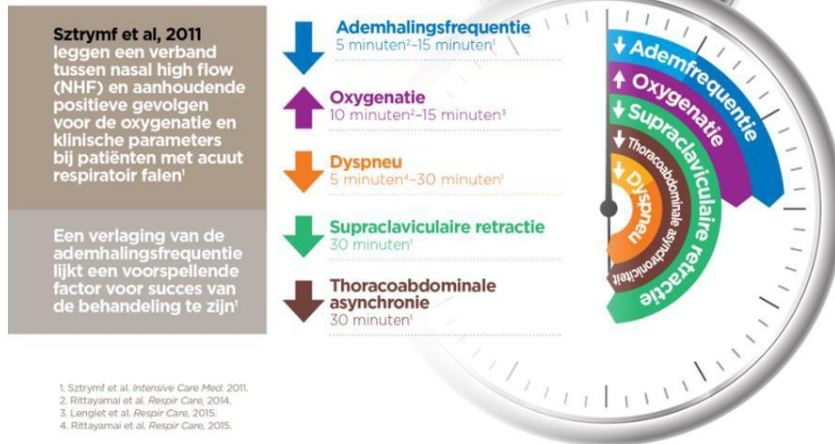 Sztrymf et al, 2011
leggen een verband
tussen nasal high flow
(NHF) en aanhoudende
positieve gevolgen
voor de oxygenatie en
klinische parameters
bij patiënten met acuut
respiratoir falen¹
Een verlaging van de
ademhalingsfrequentie
lijkt een voorspellende
factor voor succes van
de behandeling te zijn¹
Ademhalingsfrequentie
5 minuten²–15 minuten¹
Oxygenatie
10 minuten²–15 minuten³
Dyspneu
5 minuten⁴–30 minuten¹
Supraclaviculaire retractie
30 minuten¹
Thoracoabdominale
asynchronie
30 minuten¹
Ademfrequentie
Oxygenatie
Supraclaviculaire retractie
Thoracoabdominale asynchroniciteit
Dyspneu
1. Sztrymf et al. Intensive Care Med. 2011.
2. Rittayamai et al. Respir Care, 2014.
3. Lenglet et al. Respir Care, 2015.
4. Rittayamai et al. Respir Care, 2015.